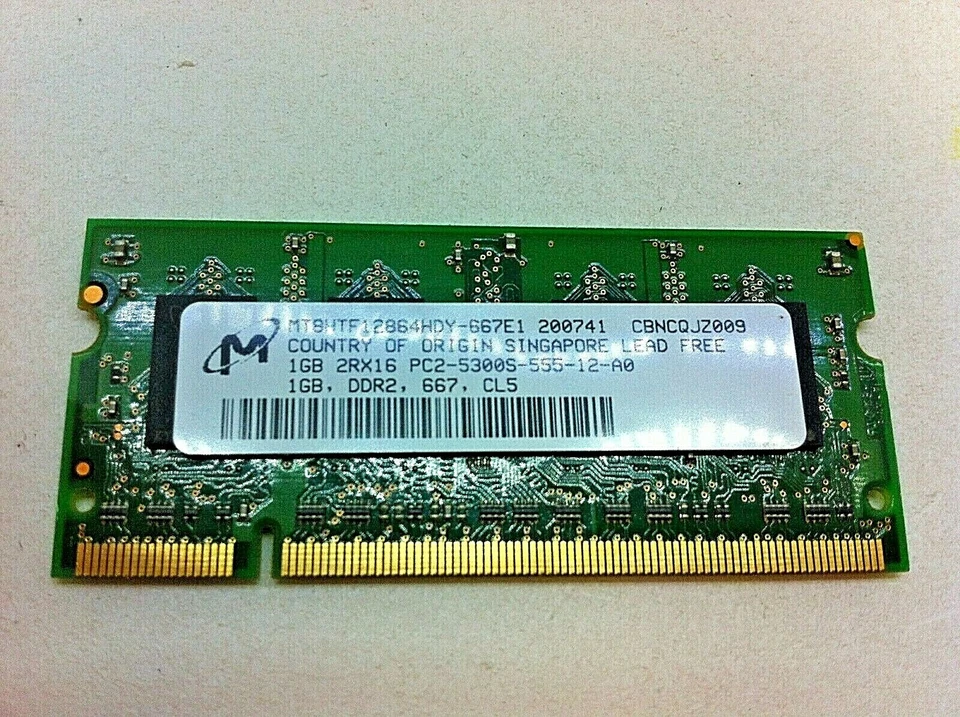 MT8HTF12864HDY-667E1 200741 CBNCQJZ009
COUNTRY OF ORIGIN SINGAPORE LEAD FREE
1GB 2RX16 PC2-5300S-555-12-A0
1GB, DDR2, 667, CL5